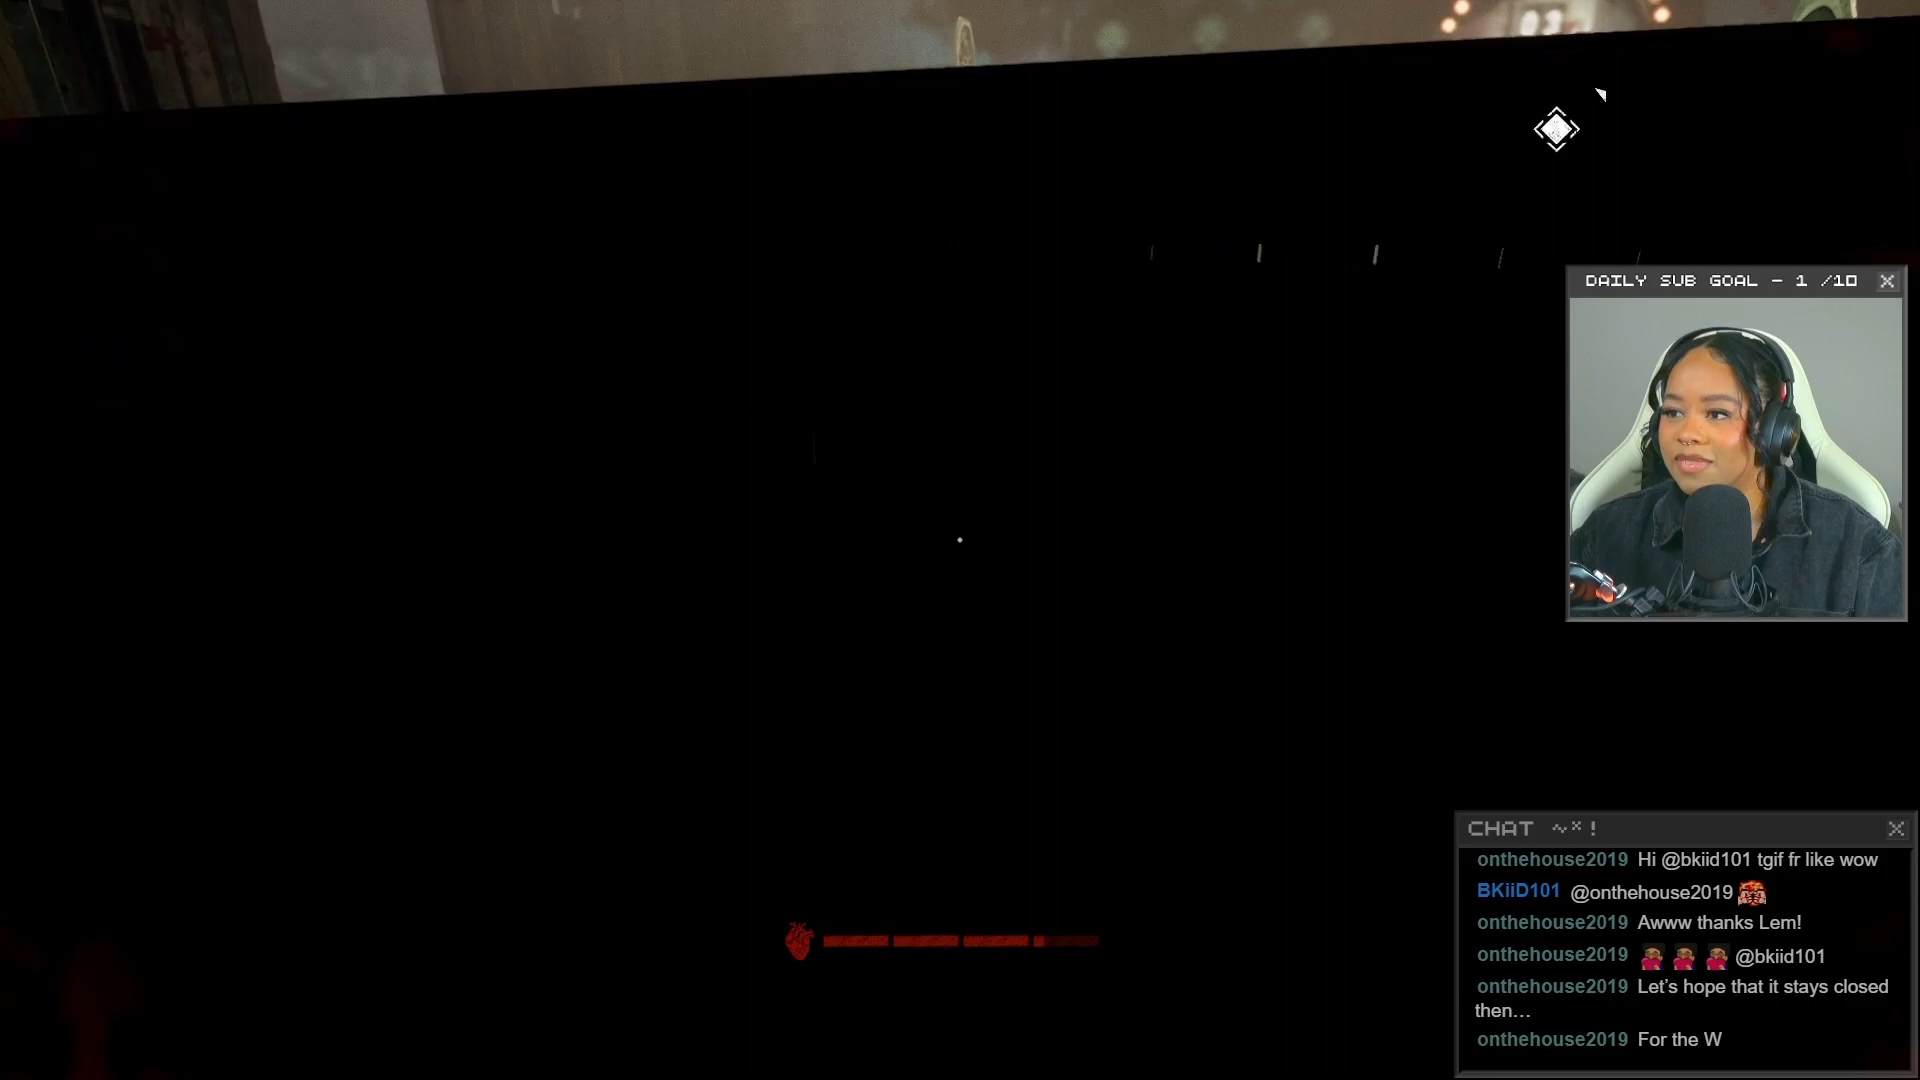 03
DAILY SUB GOAL - 1 /10
CHAT ~× !
onthehouse2019 Hi @bkiid101 tgif fr like wow
BKiiD101 @onthehouse2019
onthehouse2019 Awww thanks Lem!
onthehouse2019 @bkiid101
onthehouse2019 Let's hope that it stays closed
then...
onthehouse2019 For the W